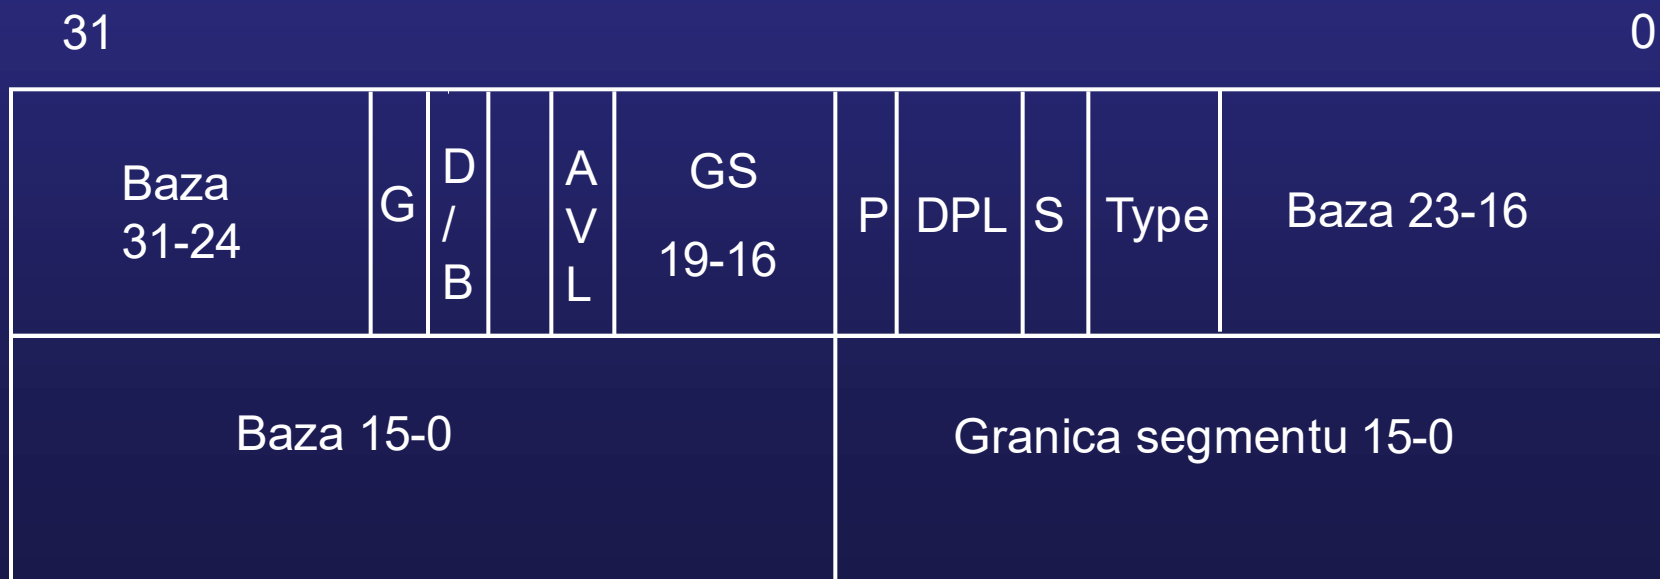 31 0
Baza
31-24
G
D
/
B
A
V
L
GS
19-16
P
DPL
S
Type
Baza 23-16
Baza 15-0
Granica segmentu 15-0